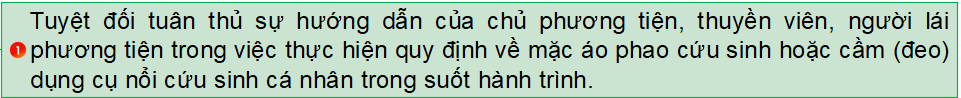 Tuyệt đối tuân thủ sự hướng dẫn của chủ phương tiện, thuyền viên, người lái
1 phương tiện trong việc thực hiện quy định về mặc áo phao cứu sinh hoặc cầm (đeo)
dụng cụ nổi cứu sinh cá nhân trong suốt hành trình.